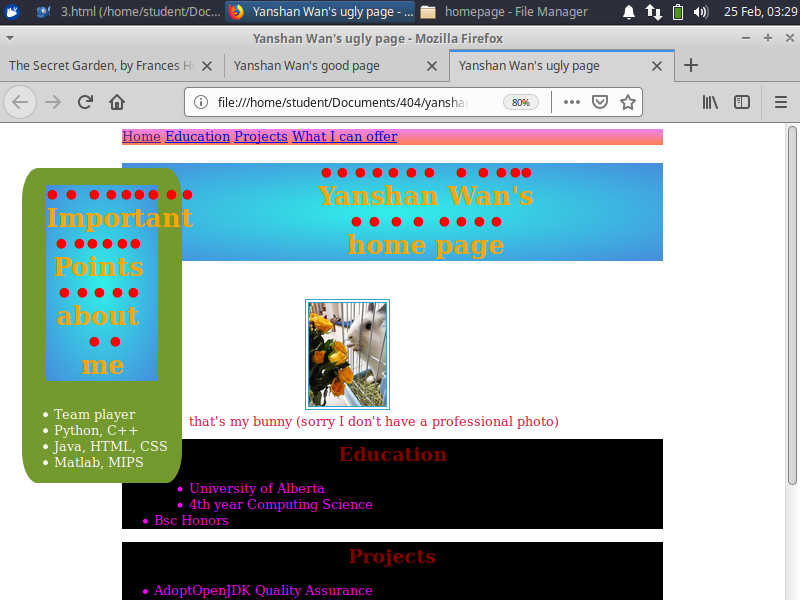 3.html (/home/student/Doc...
Yanshan Wan's ugly page - ...
homepage - File Manager
25 Feb, 03:29
Yanshan Wan's ugly page - Mozilla Firefox
The Secret Garden, by Frances Ho
Yanshan Wan's good page
Yanshan Wan's ugly page
file:///home/student/Documents/404/yansha
80%
Home Education Projects What I can offer
Yanshan Wan's
home page
Important
Points
about
me
Team player
Python, C++
Java, HTML, CSS
Matlab, MIPS
that's my bunny (sorry I don't have a professional photo)
Education
University of Alberta
4th year Computing Science
Bsc Honors
Projects
AdoptOpenJDK Quality Assurance